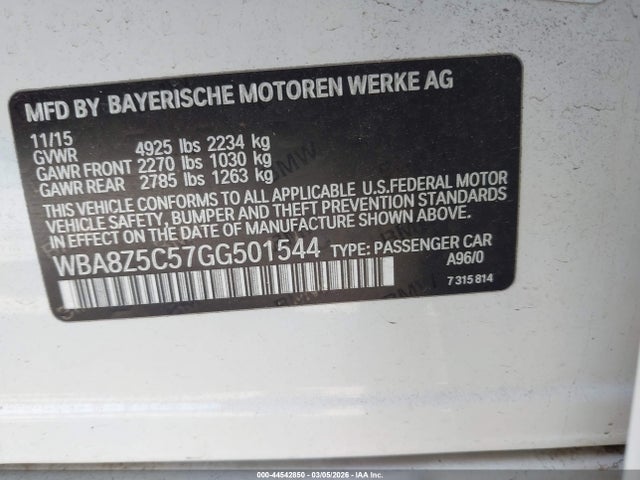 MFD BY BAYERISCHE MOTOREN WERKE AG
11/15
GVWR 4925 lbs 2234 kg
GAWR FRONT 2270 lbs 1030 kg
GAWR REAR 2785 lbs 1263 kg
THIS VEHICLE CONFORMS TO ALL APPLICABLE U.S.FEDERAL MOTOR
VEHICLE SAFETY, BUMPER AND THEFT PREVENTION STANDARDS
IN EFFECT ON THE DATE OF MANUFACTURE SHOWN ABOVE.
WBA8Z5C57GG501544 TYPE: PASSENGER CAR
A96/0
7 315 814
000-44542850 | 03/05/2026 - IAA Inc.